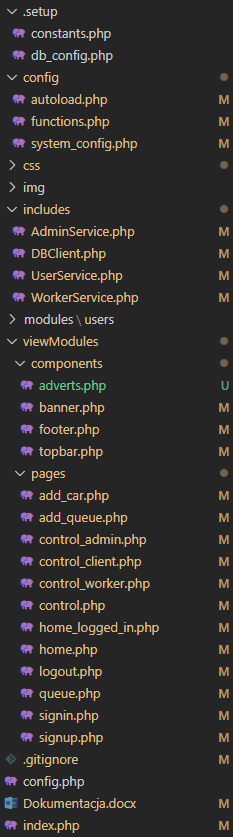 .setup
constants.php
db_config.php
config
autoload.php M
functions.php M
system_config.php M
css
img
includes
AdminService.php M
DBClient.php M
UserService.php M
WorkerService.php M
modules \ users
viewModules
components
adverts.php U
banner.php M
footer.php M
topbar.php M
pages
add_car.php M
add_queue.php M
control_admin.php M
control_client.php M
control_worker.php M
control.php M
home_logged_in.php M
home.php M
logout.php M
queue.php M
signin.php M
signup.php M
.gitignore M
config.php
Dokumentacja.docx M
index.php M